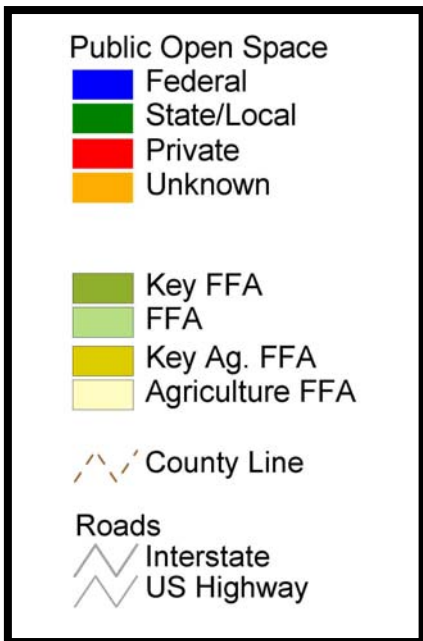 Public Open Space
Federal
State/Local
Private
Unknown
Key FFA
FFA
Key Ag. FFA
Agriculture FFA
County Line
Roads
Interstate
US Highway